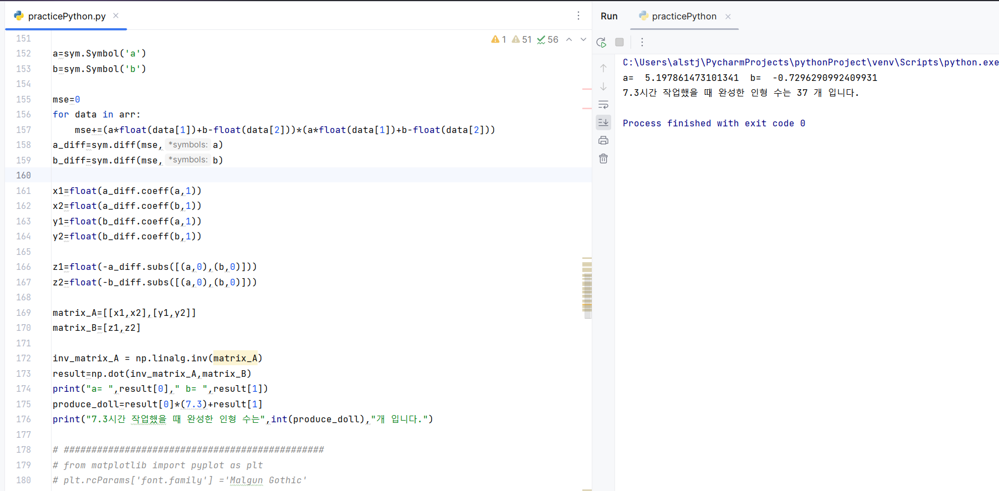 practicePython.py
1 51 56
151
152 a=sym.Symbol('a')
153 b=sym.Symbol('b')
154
155 mse=0
156 for data in arr:
157     mse+=(a*float(data[1])+b-float(data[2]))*(a*float(data[1])+b-float(data[2]))
158 a_diff=sym.diff(mse, *symbols: a)
159 b_diff=sym.diff(mse, *symbols: b)
160
161 x1=float(a_diff.coeff(a,1))
162 x2=float(a_diff.coeff(b,1))
163 y1=float(b_diff.coeff(a,1))
164 y2=float(b_diff.coeff(b,1))
165
166 z1=float(-a_diff.subs([(a,0),(b,0)]))
167 z2=float(-b_diff.subs([(a,0),(b,0)]))
168
169 matrix_A=[[x1,x2],[y1,y2]]
170 matrix_B=[z1,z2]
171
172 inv_matrix_A = np.linalg.inv(matrix_A)
173 result=np.dot(inv_matrix_A,matrix_B)
174 print("a= ",result[0]," b= ",result[1])
175 produce_doll=result[0]*(7.3)+result[1]
176 print("7.3시간 작업했을 때 완성한 인형 수는",int(produce_doll),"개 입니다.")
177
178 # ###############################################
179 # from matplotlib import pyplot as plt
180 # plt.rcParams['font.family'] ='Malgun Gothic'
Run practicePython
C:\Users\alstj\PycharmProjects\pythonProject\venv\Scripts\python.exe
a=  5.197861473101341  b=  -0.7296290992409931
7.3시간 작업했을 때 완성한 인형 수는 37 개 입니다.
Process finished with exit code 0